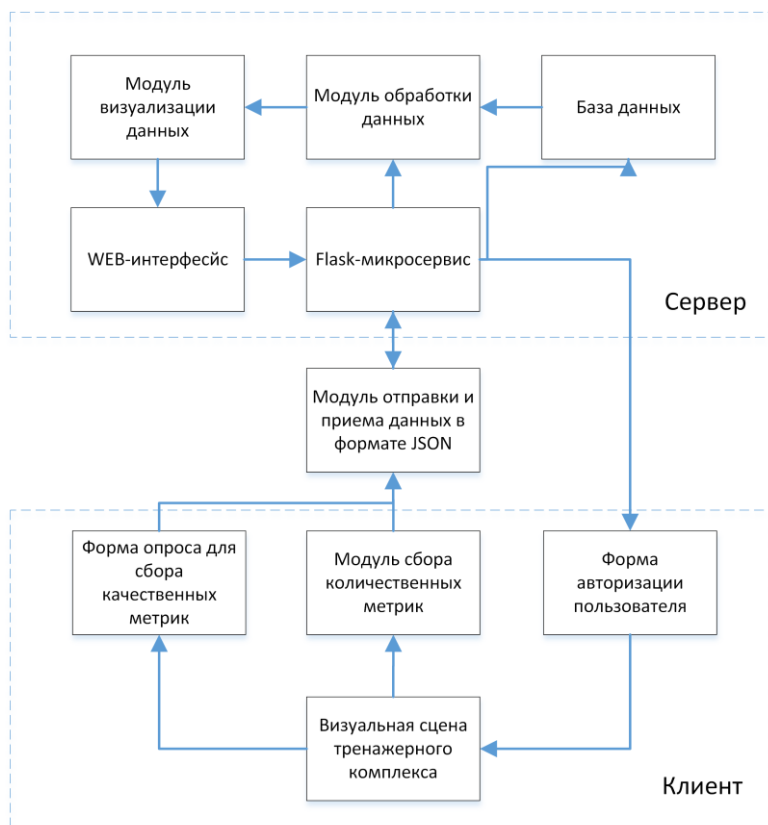 Модуль
визуализации
данных
Модуль обработки
данных
База данных
WEB-интерфесйс
Flask-микросервис
Сервер
Модуль отправки и
приема данных в
формате JSON
Форма опроса для
сбора
качественных
метрик
Модуль сбора
количественных
метрик
Форма
авторизации
пользователя
Визуальная сцена
тренажерного
комплекса
Клиент